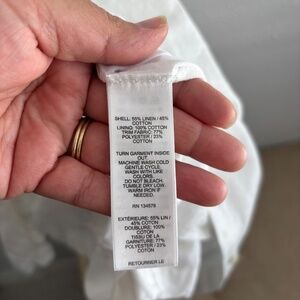 SHELL: 55% LINEN / 45%
COTTON
LINING: 100% COTTON
TRIM FABRIC: 77%
POLYESTER / 23%
COTTON
TURN GARMENT INSIDE
OUT.
MACHINE WASH COLD
GENTLE CYCLE.
WASH WITH LIKE
COLORS.
DO NOT BLEACH.
TUMBLE DRY LOW.
WARM IRON IF
NEEDED.
RN 134578
EXTÉRIEURE: 55% LIN /
45% COTON
DOUBLURE: 100%
COTON
TISSU DE LA
GARNITURE: 77%
POLYESTER / 23%
COTON
RETOURNER LE